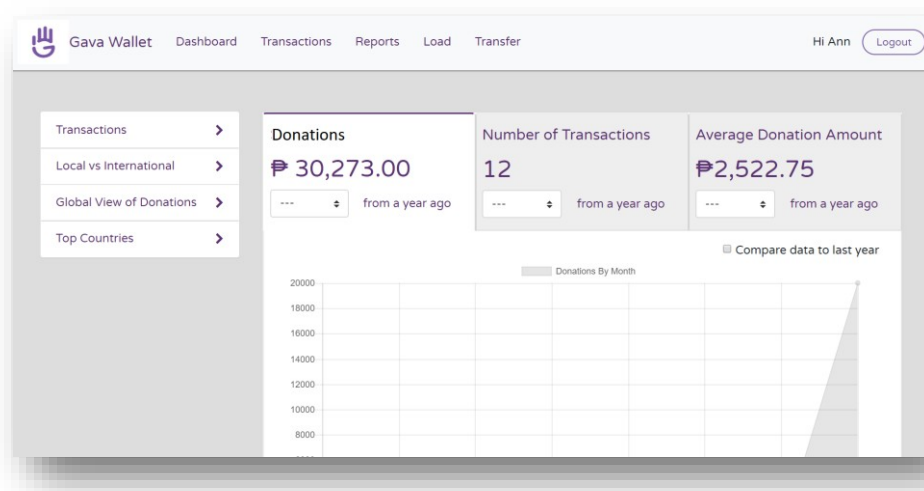 Gava Wallet Dashboard Transactions Reports Load Transfer Hi Ann Logout
Transactions
Local vs International
Global View of Donations
Top Countries
Donations
₱ 30,273.00
--- from a year ago
Number of Transactions
12
--- from a year ago
Average Donation Amount
₱2,522.75
--- from a year ago
Compare data to last year
Donations By Month
20000
18000
16000
14000
12000
10000
8000